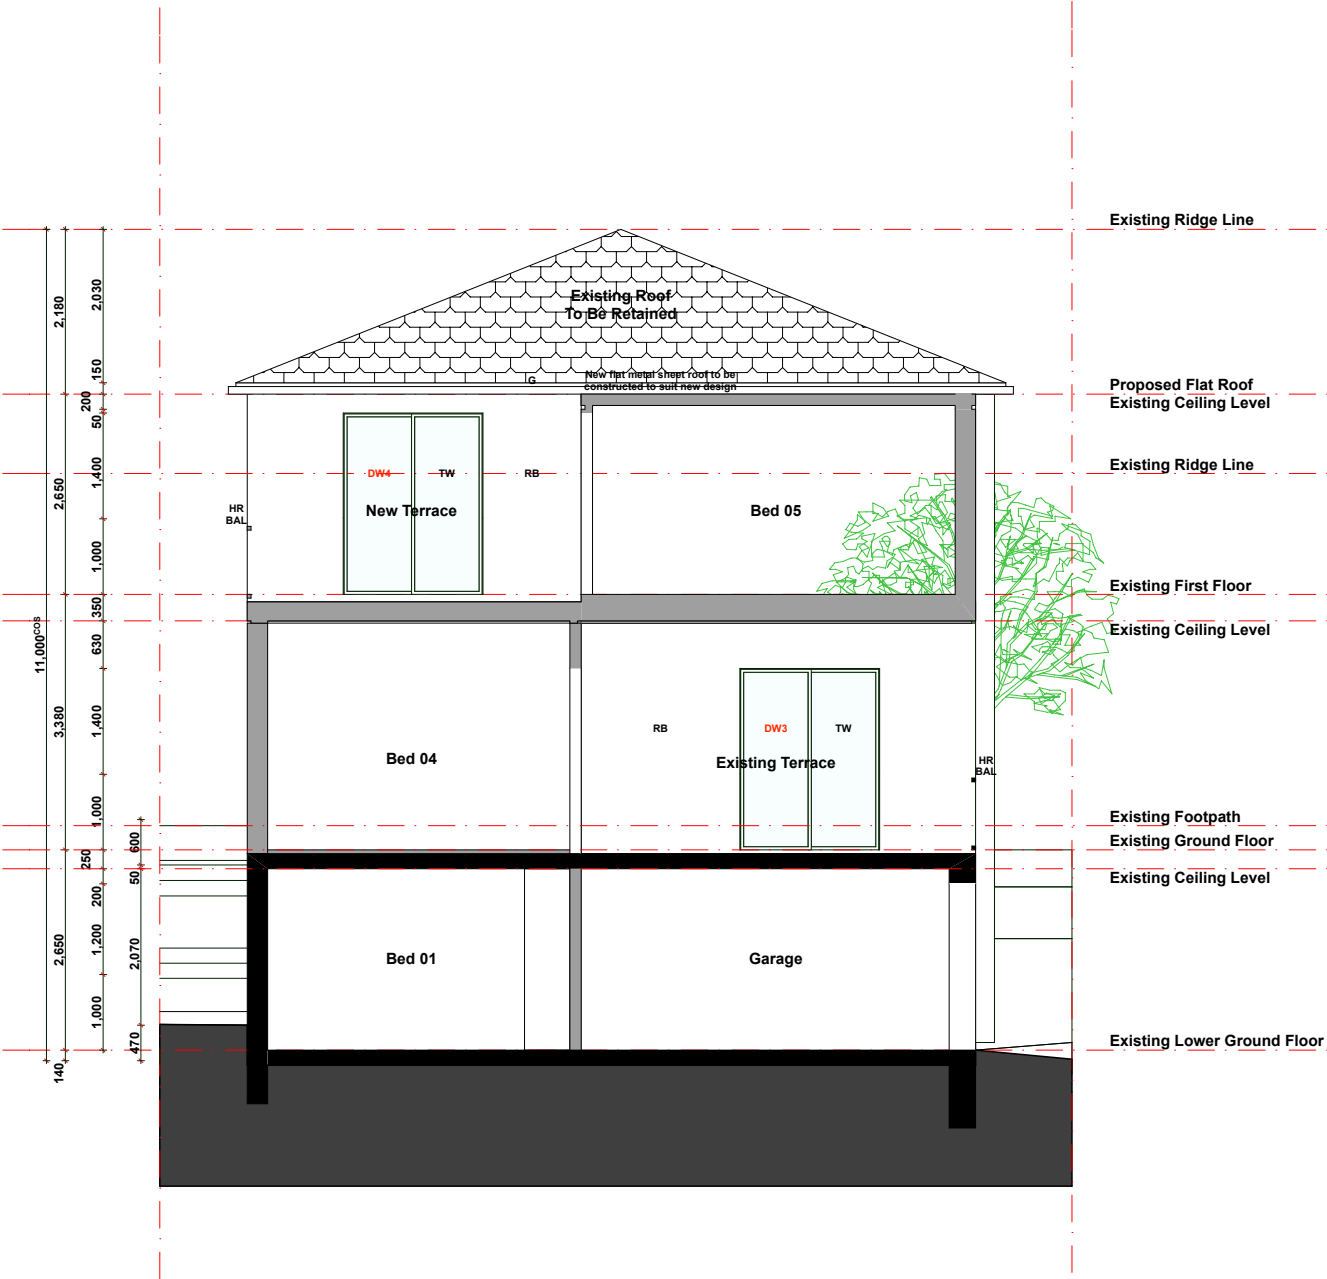 Existing Ridge Line
2,030
2,180
Existing Roof
To Be Retained
150
G
New flat metal sheet roof to be
constructed to suit new design
Proposed Flat Roof
200
Existing Ceiling Level
50
Existing Ridge Line
1,400
DW4
TW
RB
2,650
New Terrace
Bed 05
HR
BAL
1,000
Existing First Floor
350
11,000COS
Existing Ceiling Level
630
3,380
1,400
RB
DW3
TW
Bed 04
Existing Terrace
HR
BAL
1,000
Existing Footpath
600
Existing Ground Floor
250
50
Existing Ceiling Level
200
1,200
2,070
2,650
Bed 01
Garage
1,000
470
Existing Lower Ground Floor
140